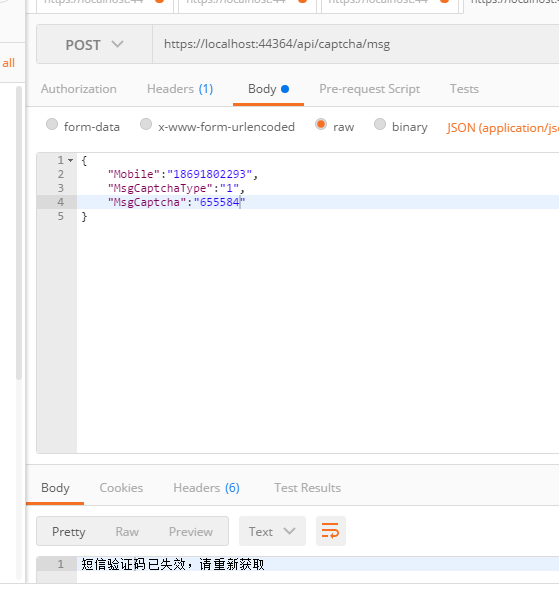 https://localhost:44
https://localhost:44
https://localhost:44
https://localhost:4
all
POST
https://localhost:44364/api/captcha/msg
Authorization Headers (1) Body Pre-request Script Tests
form-data x-www-form-urlencoded raw binary JSON (application/js
1 {
2 "Mobile":"18691802293",
3 "MsgCaptchaType":"1",
4 "MsgCaptcha":"655584"
5 }
Body Cookies Headers (6) Test Results
Pretty Raw Preview Text
1 短信验证码已失效，请重新获取